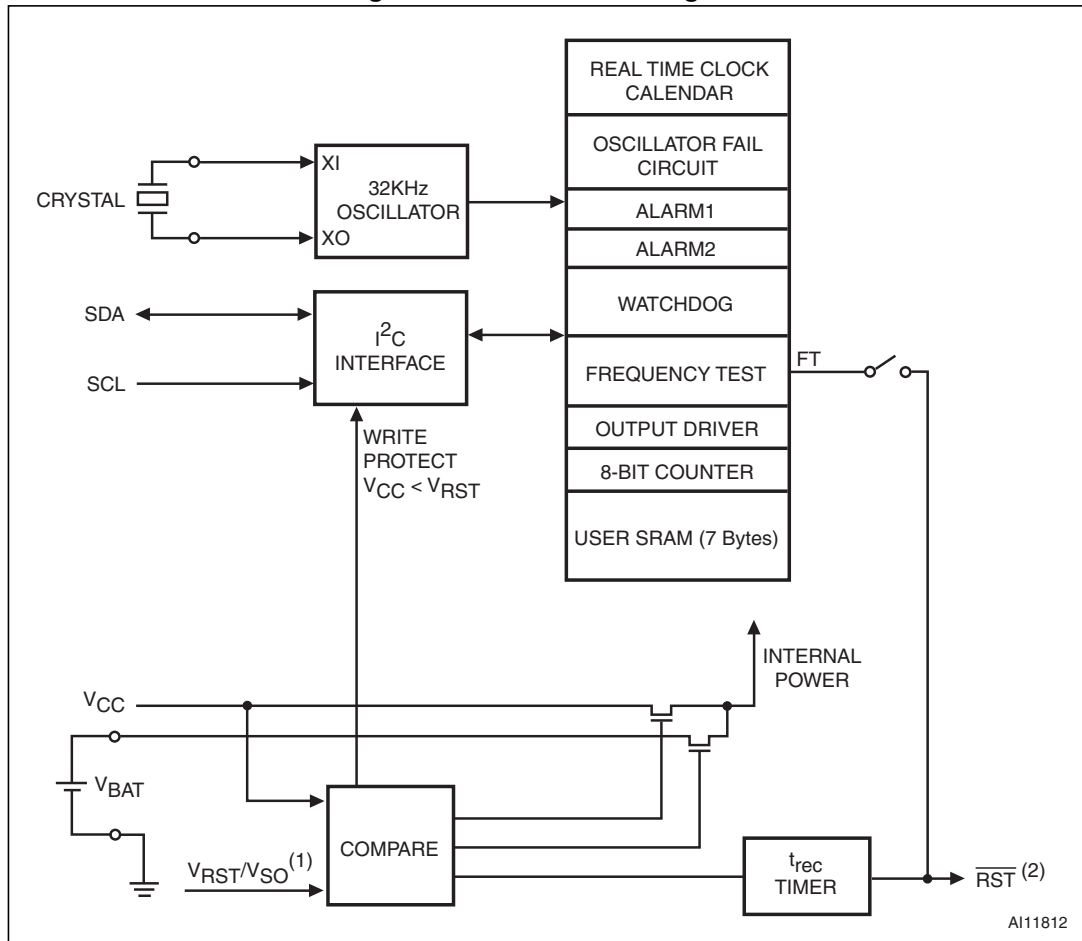 REAL TIME CLOCK
CALENDAR
OSCILLATOR FAIL
CIRCUIT
ALARM1
ALARM2
WATCHDOG
FREQUENCY TEST
OUTPUT DRIVER
8-BIT COUNTER
USER SRAM (7 Bytes)
CRYSTAL
XI
32KHz
OSCILLATOR
XO
SDA
SCL
I2C
INTERFACE
FT
WRITE
PROTECT
VCC < VRST
INTERNAL
POWER
VCC
VBAT
COMPARE
VRST/VSO(1)
trec
TIMER
RST (2)
AI11812